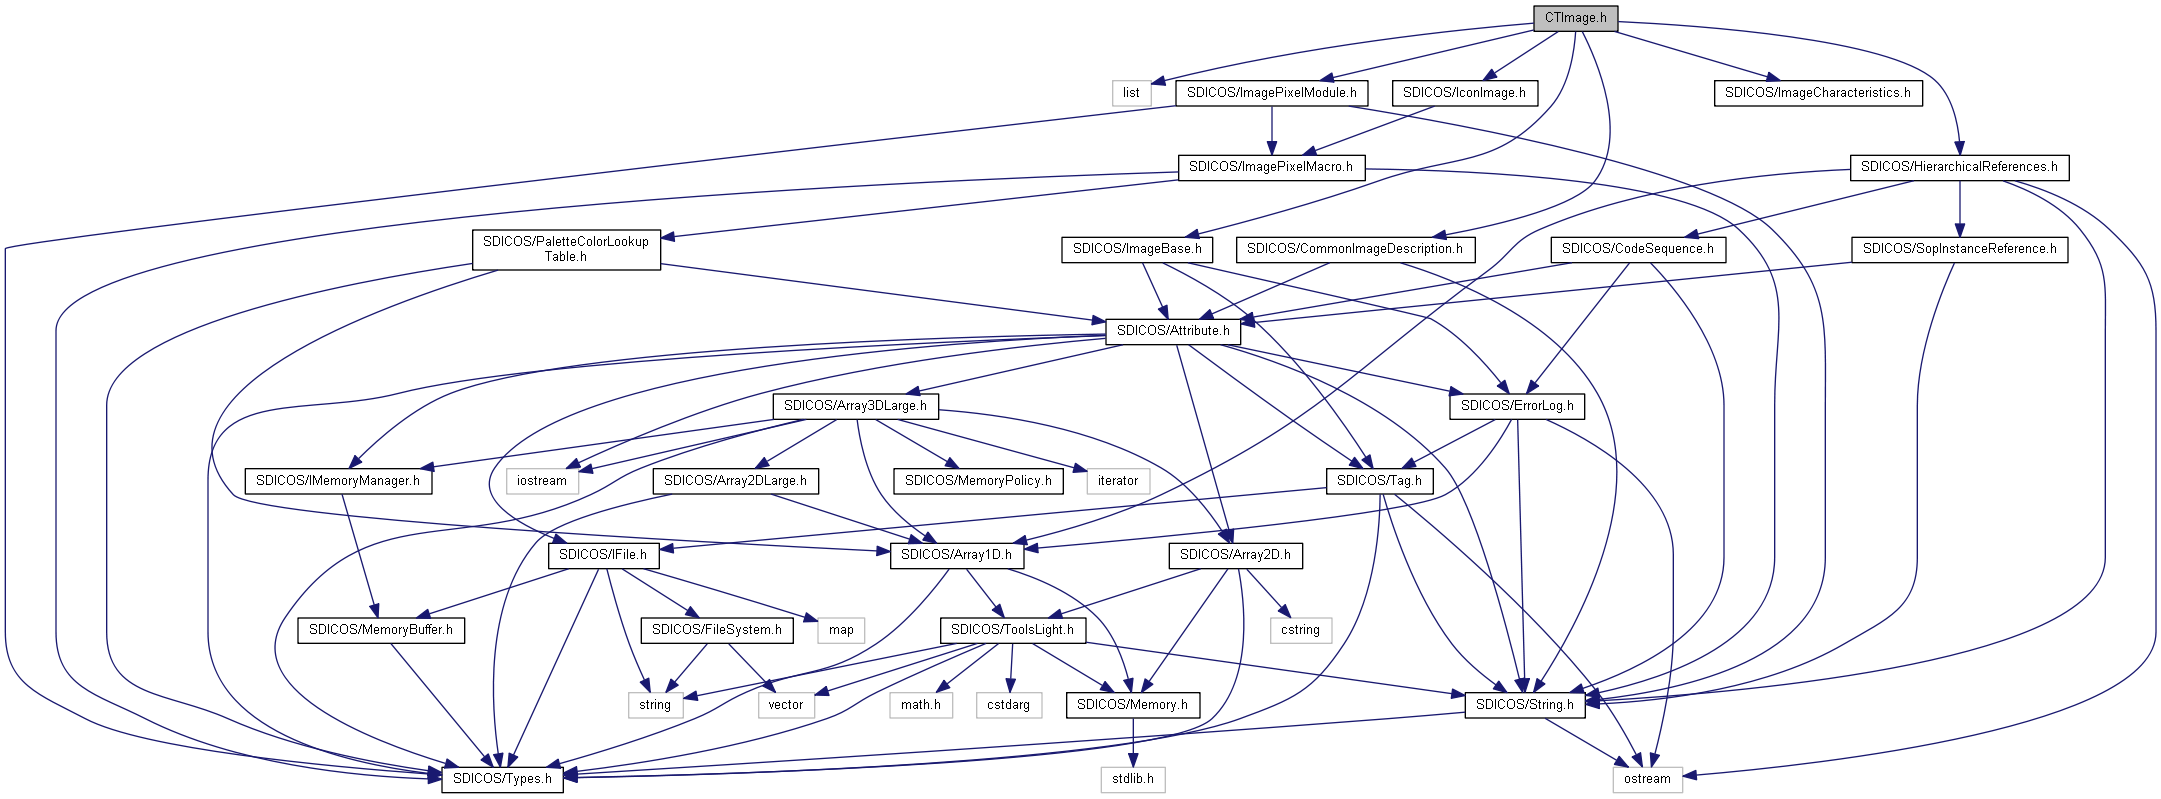 CTImage.h
list
SDICOS/ImagePixelModule.h
SDICOS/IconImage.h
SDICOS/ImageCharacteristics.h
SDICOS/ImagePixelMacro.h
SDICOS/HierarchicalReferences.h
SDICOS/PaletteColorLookup
Table.h
SDICOS/ImageBase.h
SDICOS/CommonImageDescription.h
SDICOS/CodeSequence.h
SDICOS/SopInstanceReference.h
SDICOS/Attribute.h
SDICOS/Array3DLarge.h
SDICOS/ErrorLog.h
SDICOS/IMemoryManager.h
iostream
SDICOS/Array2DLarge.h
SDICOS/MemoryPolicy.h
iterator
SDICOS/Tag.h
SDICOS/IFile.h
SDICOS/Array1D.h
SDICOS/Array2D.h
SDICOS/MemoryBuffer.h
SDICOS/FileSystem.h
map
SDICOS/ToolsLight.h
cstring
string
vector
math.h
cstdarg
SDICOS/Memory.h
SDICOS/String.h
SDICOS/Types.h
stdlib.h
ostream